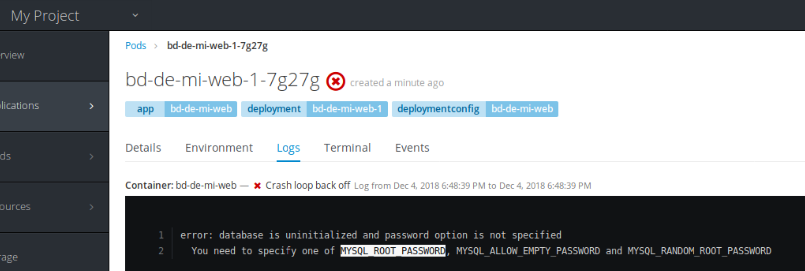 My Project
Pods › bd-de-mi-web-1-7g27g
rview
bd-de-mi-web-1-7g27g created a minute ago
lications
app bd-de-mi-web deployment bd-de-mi-web-1 deploymentconfig bd-de-mi-web
ds
Details Environment Logs Terminal Events
Container: bd-de-mi-web — Crash loop back off Log from Dec 4, 2018 6:48:39 PM to Dec 4, 2018 6:48:39 PM
ources
1 error: database is uninitialized and password option is not specified
2 You need to specify one of MYSQL_ROOT_PASSWORD, MYSQL_ALLOW_EMPTY_PASSWORD and MYSQL_RANDOM_ROOT_PASSWORD
rage